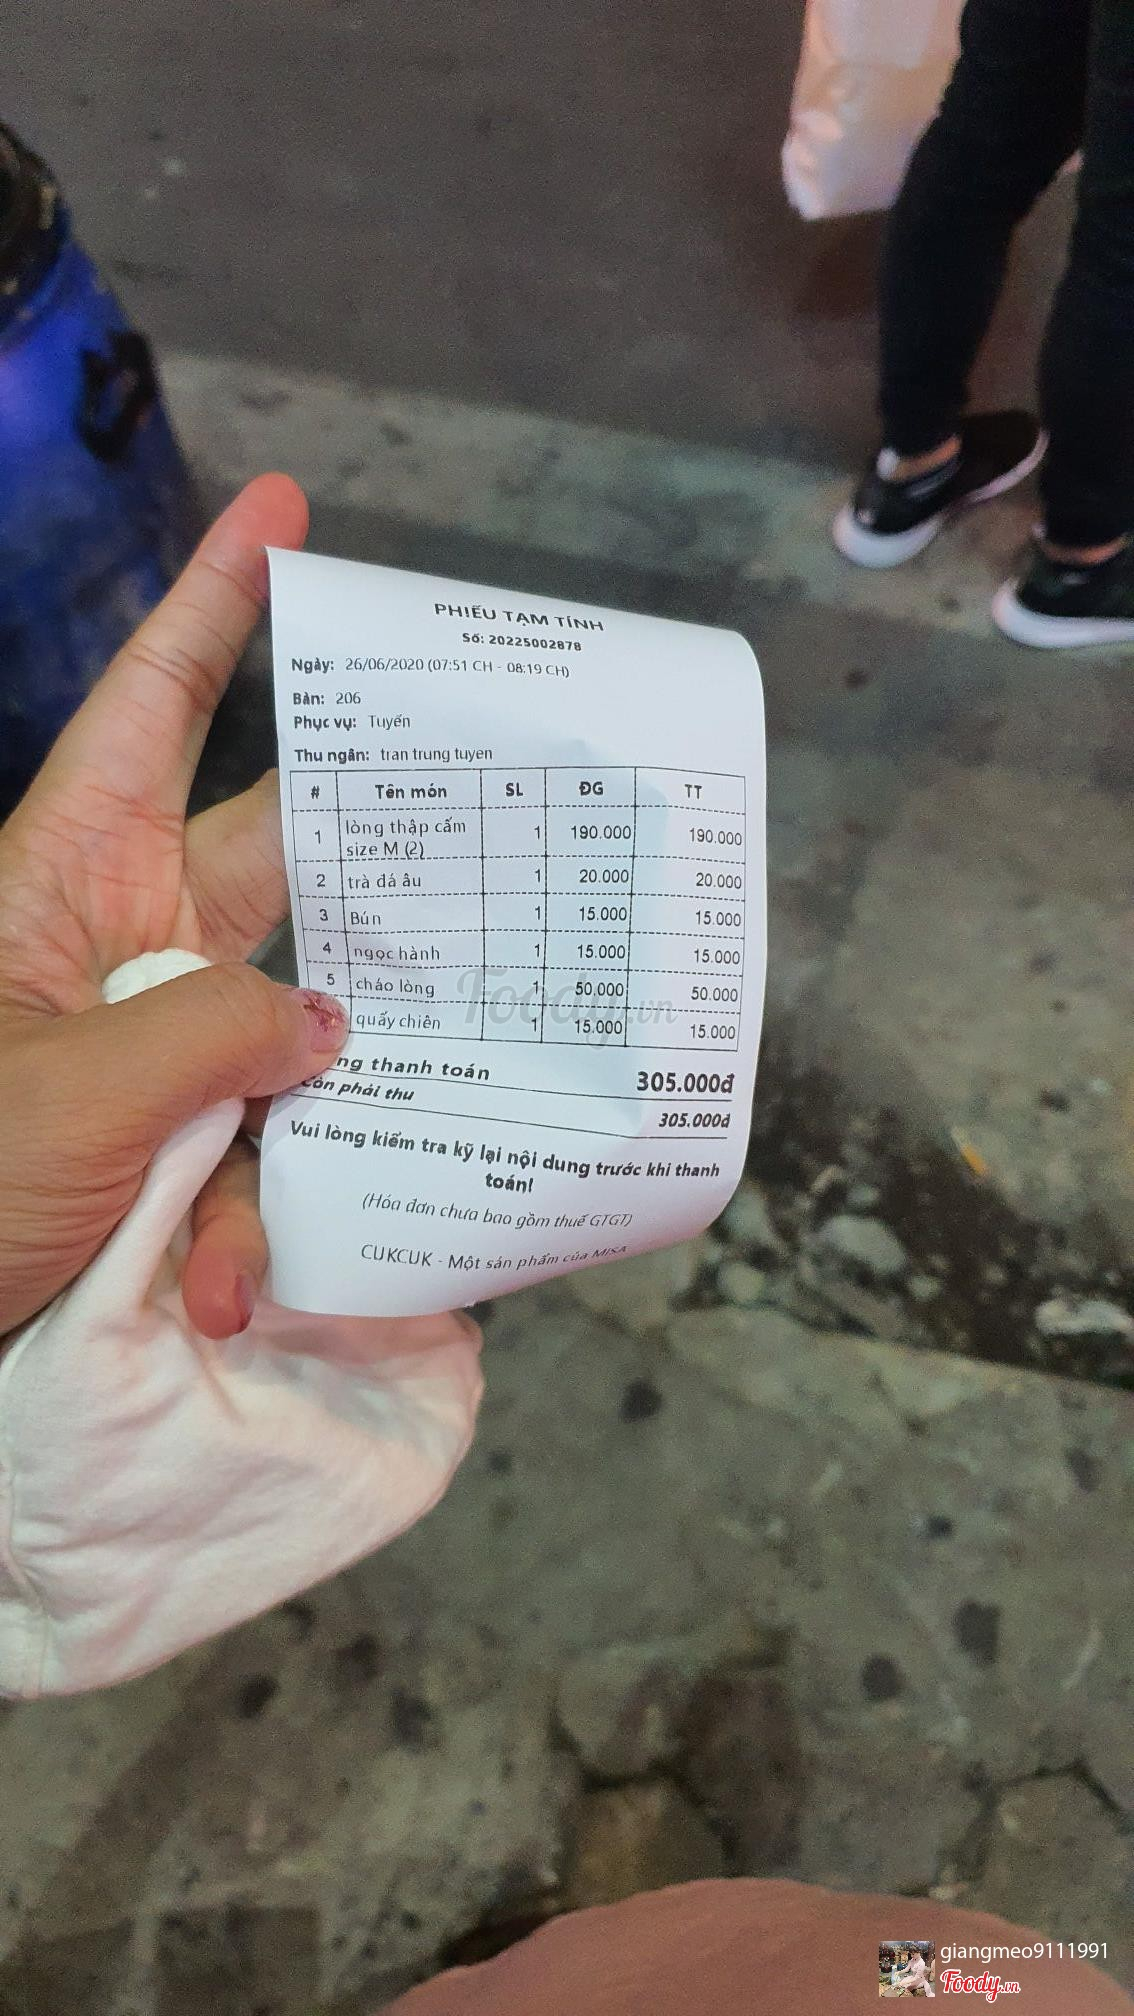 PHIẾU TẠM TÍNH
Số: 20225002878
Ngày: 26/06/2020 (07:51 CH - 08:19 CH)
Bàn: 206
Phục vụ: Tuyến
Thu ngân: tran trung tuyen
# Tên món SL ĐG TT
1 lòng thập cẩm size M (2) 1 190.000 190.000
2 trà đá âu 1 20.000 20.000
3 Bún 1 15.000 15.000
4 ngọc hành 1 15.000 15.000
5 cháo lòng 1 50.000 50.000
quẩy chiên 1 15.000 15.000
ng thanh toán 305.000đ
Còn phải thu 305.000đ
Vui lòng kiểm tra kỹ lại nội dung trước khi thanh
toán!
(Hóa đơn chưa bao gồm thuế GTGT)
CUKCUK - Một sản phẩm của MISA
Foody.vn
giangmeo9111991
Foody.vn